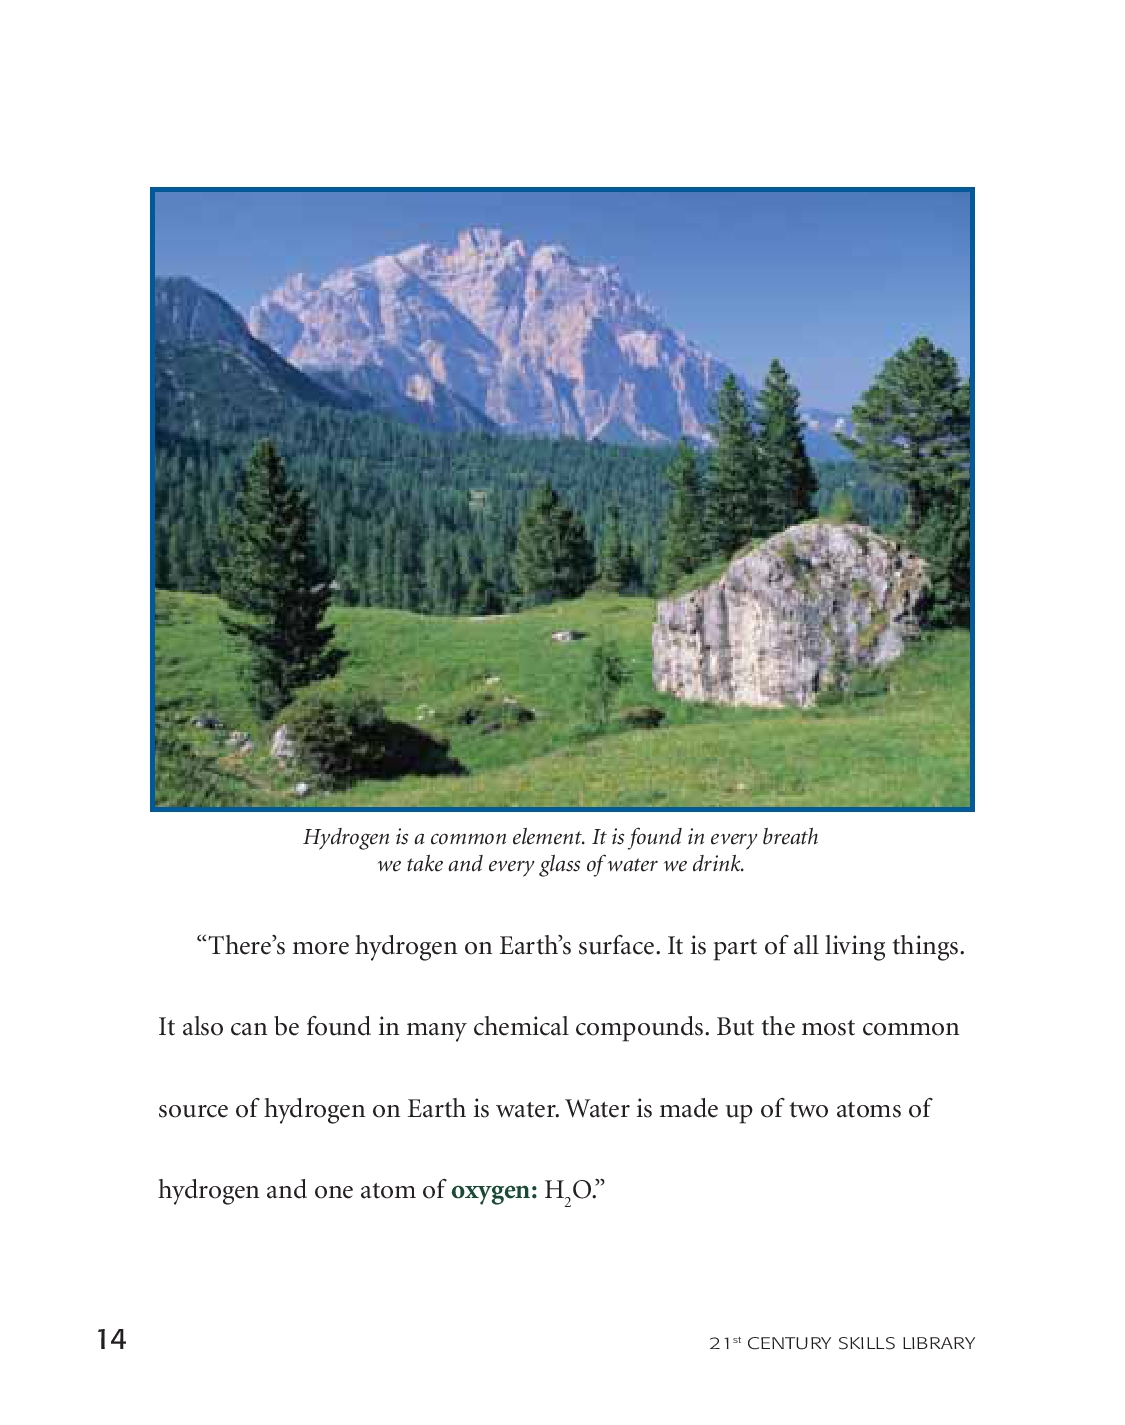 Hydrogen is a common element. It is found in every breath
we take and every glass of water we drink.
“There’s more hydrogen on Earth’s surface. It is part of all living things.
It also can be found in many chemical compounds. But the most common
source of hydrogen on Earth is water. Water is made up of two atoms of
hydrogen and one atom of oxygen: H₂O.”
14
21st CENTURY SKILLS LIBRARY